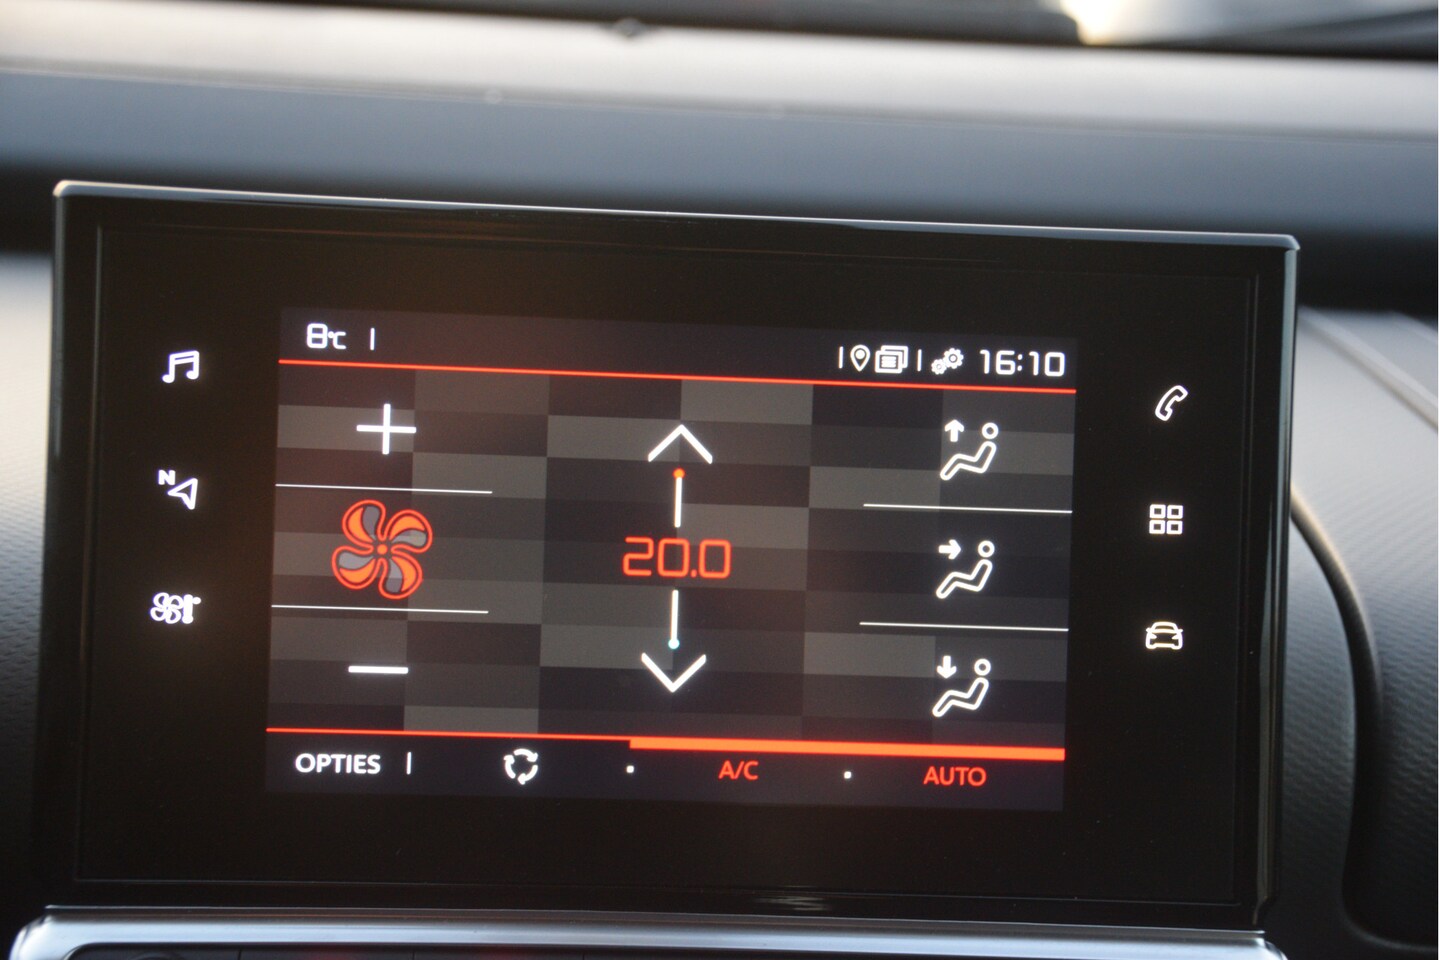 8°C
16:10
N
20.0
OPTIES
A/C
AUTO